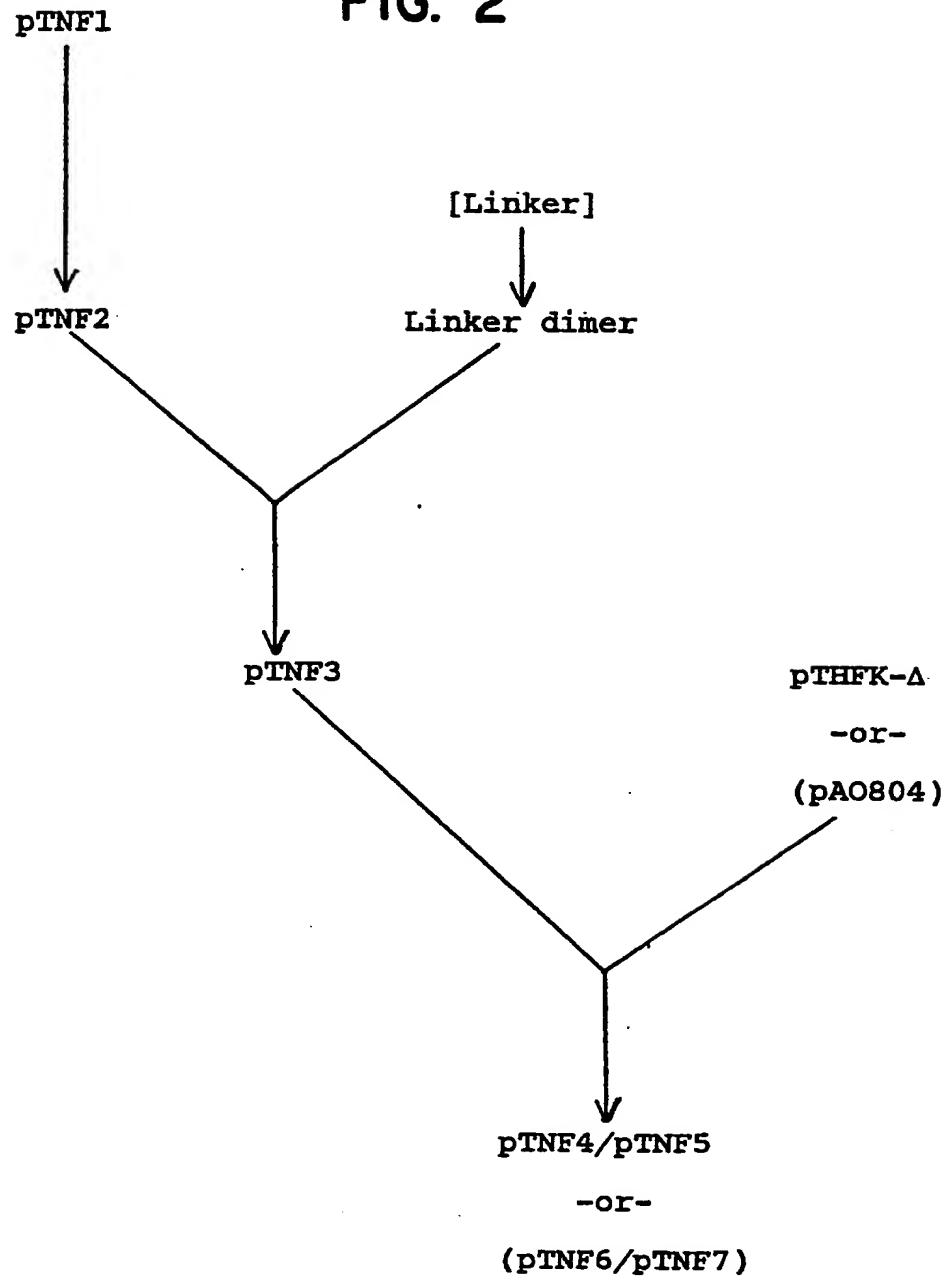 FIG. 2
pTNF1
[Linker]
pTNF2
Linker dimer
pTNF3
pTHFK-Δ
-or-
(pAO804)
pTNF4/pTNF5
-or-
(pTNF6/pTNF7)